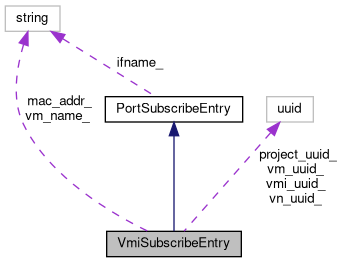 string
ifname_
mac_addr_
vm_name_
PortSubscribeEntry
uuid
project_uuid_
vm_uuid_
vmi_uuid_
vn_uuid_
VmiSubscribeEntry